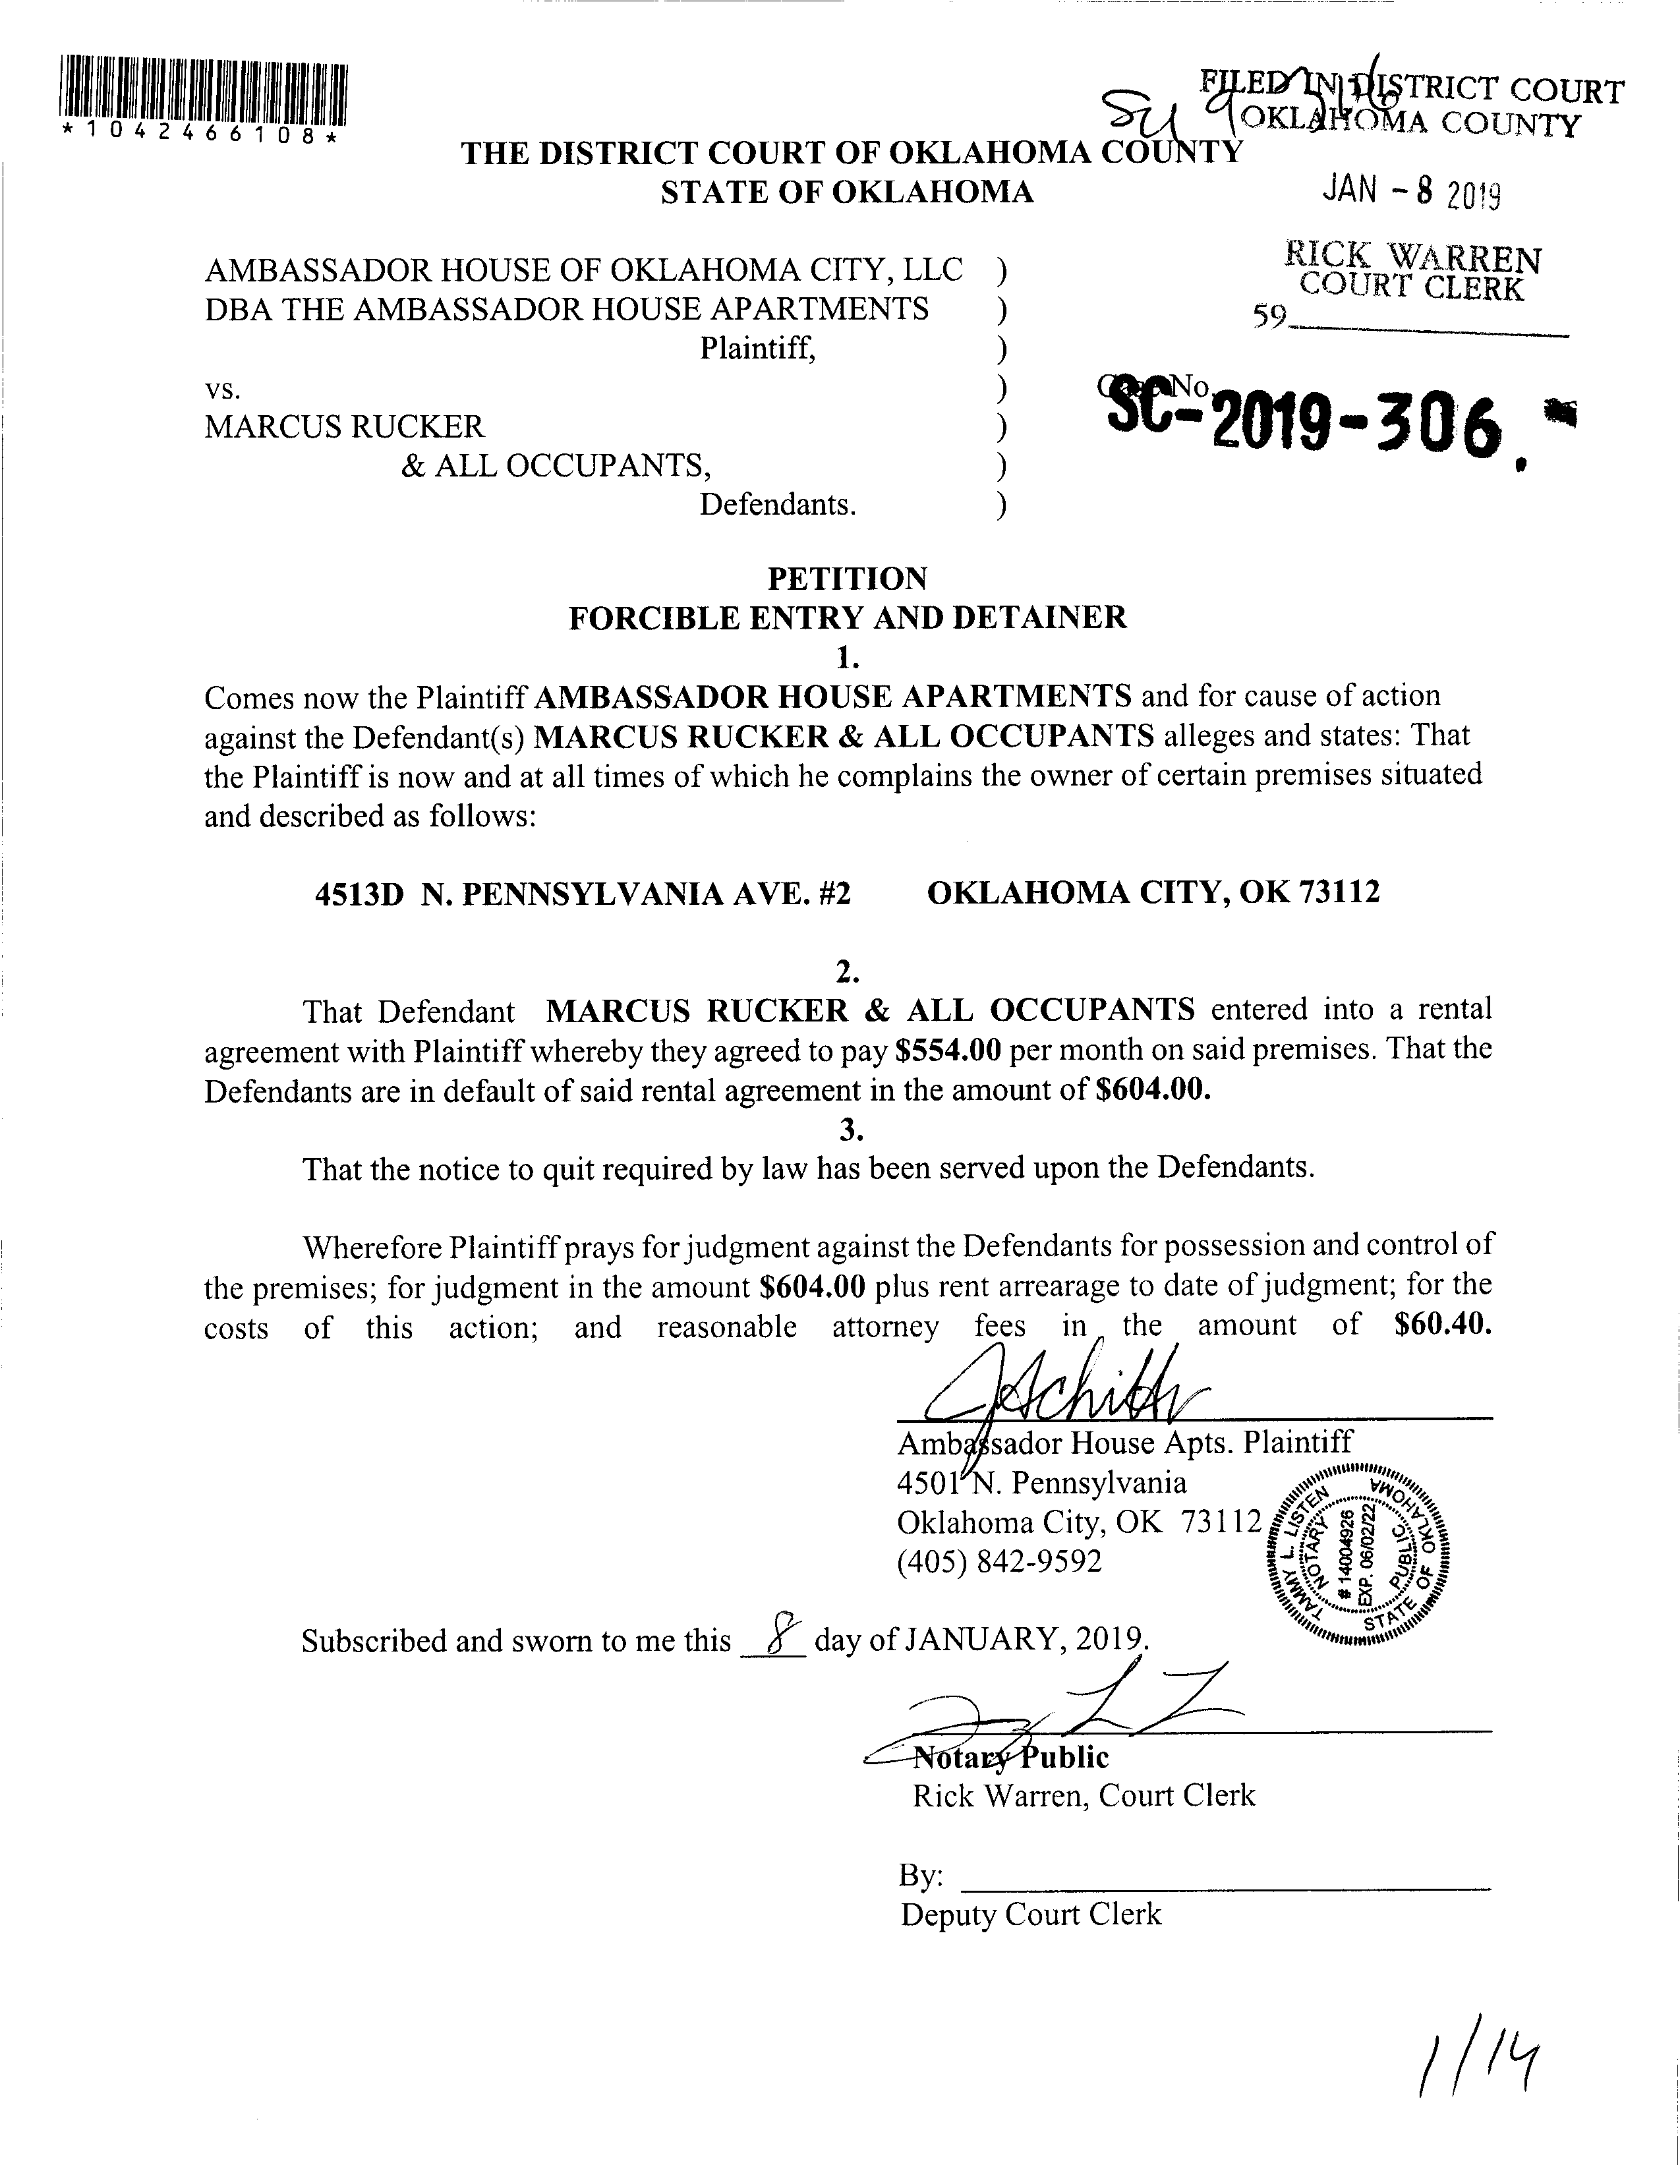 *1042466108*
FILED IN DISTRICT COURT
OKLAHOMA COUNTY
THE DISTRICT COURT OF OKLAHOMA COUNTY
STATE OF OKLAHOMA
JAN - 8 2019
RICK WARREN
COURT CLERK
59
AMBASSADOR HOUSE OF OKLAHOMA CITY, LLC )
DBA THE AMBASSADOR HOUSE APARTMENTS )
Plaintiff, )
vs. )
MARCUS RUCKER )
& ALL OCCUPANTS, )
Defendants. )
Case No.
SC-2019-306
PETITION
FORCIBLE ENTRY AND DETAINER
1.
Comes now the Plaintiff AMBASSADOR HOUSE APARTMENTS and for cause of action
against the Defendant(s) MARCUS RUCKER & ALL OCCUPANTS alleges and states: That
the Plaintiff is now and at all times of which he complains the owner of certain premises situated
and described as follows:
4513D N. PENNSYLVANIA AVE. #2 OKLAHOMA CITY, OK 73112
2.
That Defendant MARCUS RUCKER & ALL OCCUPANTS entered into a rental
agreement with Plaintiff whereby they agreed to pay $554.00 per month on said premises. That the
Defendants are in default of said rental agreement in the amount of $604.00.
3.
That the notice to quit required by law has been served upon the Defendants.
Wherefore Plaintiff prays for judgment against the Defendants for possession and control of
the premises; for judgment in the amount $604.00 plus rent arrearage to date of judgment; for the
costs of this action; and reasonable attorney fees in the amount of $60.40.
Ambassador House Apts. Plaintiff
4501 N. Pennsylvania
Oklahoma City, OK 73112
(405) 842-9592
TAMMY L. LISTEN
NOTARY PUBLIC
# 14004926
EXP. 06/02/22
STATE OF OKLAHOMA
Subscribed and sworn to me this 8 day of JANUARY, 2019.
Notary Public
Rick Warren, Court Clerk
By:
Deputy Court Clerk
1/14